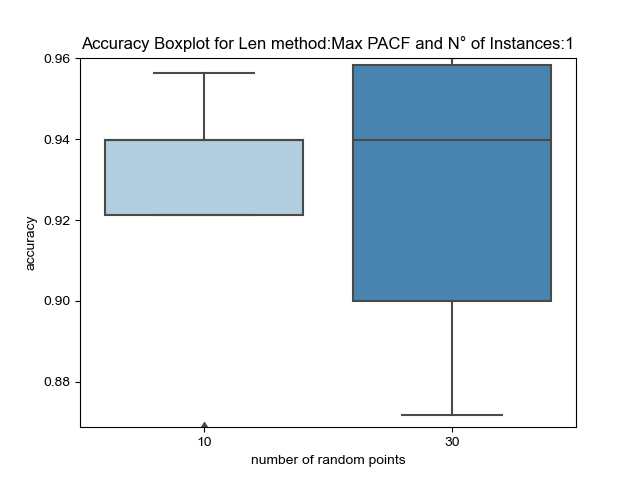 Accuracy Boxplot for Len method:Max PACF and N° of Instances:1
0.96
0.94
0.92
0.90
0.88
accuracy
10
30
number of random points